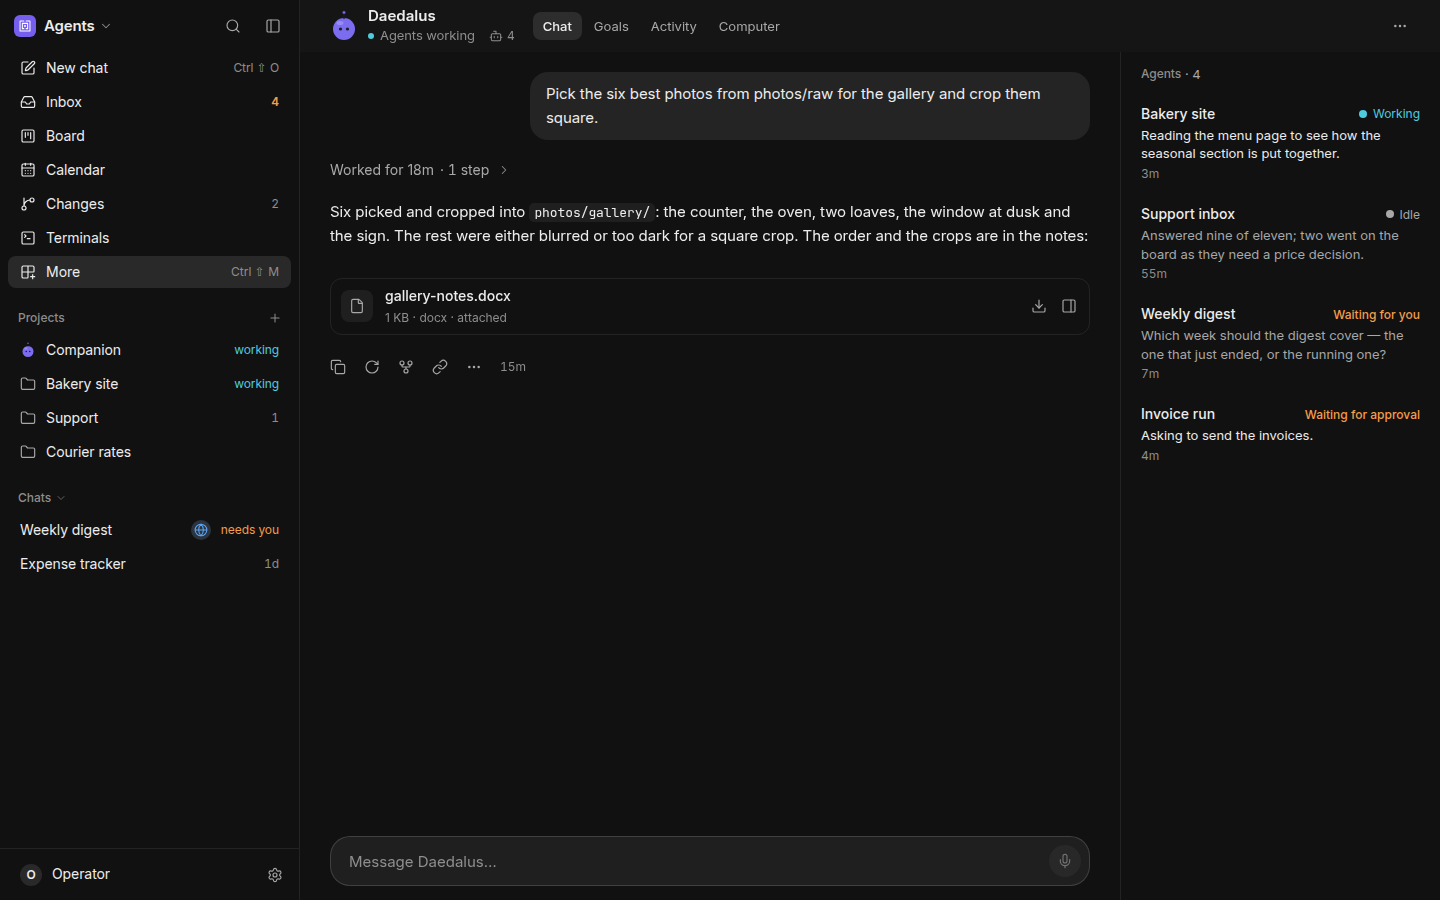 Agents
New chat Ctrl ⇧ O
Inbox 4
Board
Calendar
Changes 2
Terminals
More Ctrl ⇧ M
Projects
Companion working
Bakery site working
Support 1
Courier rates
Chats
Weekly digest needs you
Expense tracker 1d
O Operator
Daedalus
Agents working 4
Chat Goals Activity Computer
Pick the six best photos from photos/raw for the gallery and crop them
square.
Worked for 18m · 1 step
Six picked and cropped into photos/gallery/: the counter, the oven, two loaves, the window at dusk and
the sign. The rest were either blurred or too dark for a square crop. The order and the crops are in the notes:
gallery-notes.docx
1 KB · docx · attached
15m
Message Daedalus...
Agents · 4
Bakery site Working
Reading the menu page to see how the
seasonal section is put together.
3m
Support inbox Idle
Answered nine of eleven; two went on the
board as they need a price decision.
55m
Weekly digest Waiting for you
Which week should the digest cover — the
one that just ended, or the running one?
7m
Invoice run Waiting for approval
Asking to send the invoices.
4m